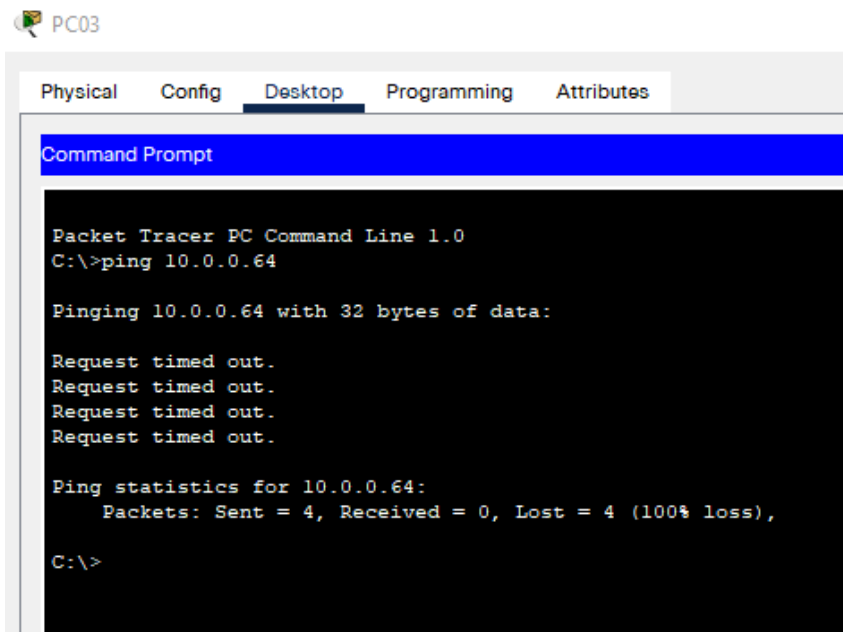 PC03
Physical Config Desktop Programming Attributes
Command Prompt
Packet Tracer PC Command Line 1.0
C:\>ping 10.0.0.64
Pinging 10.0.0.64 with 32 bytes of data:
Request timed out.
Request timed out.
Request timed out.
Request timed out.
Ping statistics for 10.0.0.64:
Packets: Sent = 4, Received = 0, Lost = 4 (100% loss),
C:\>